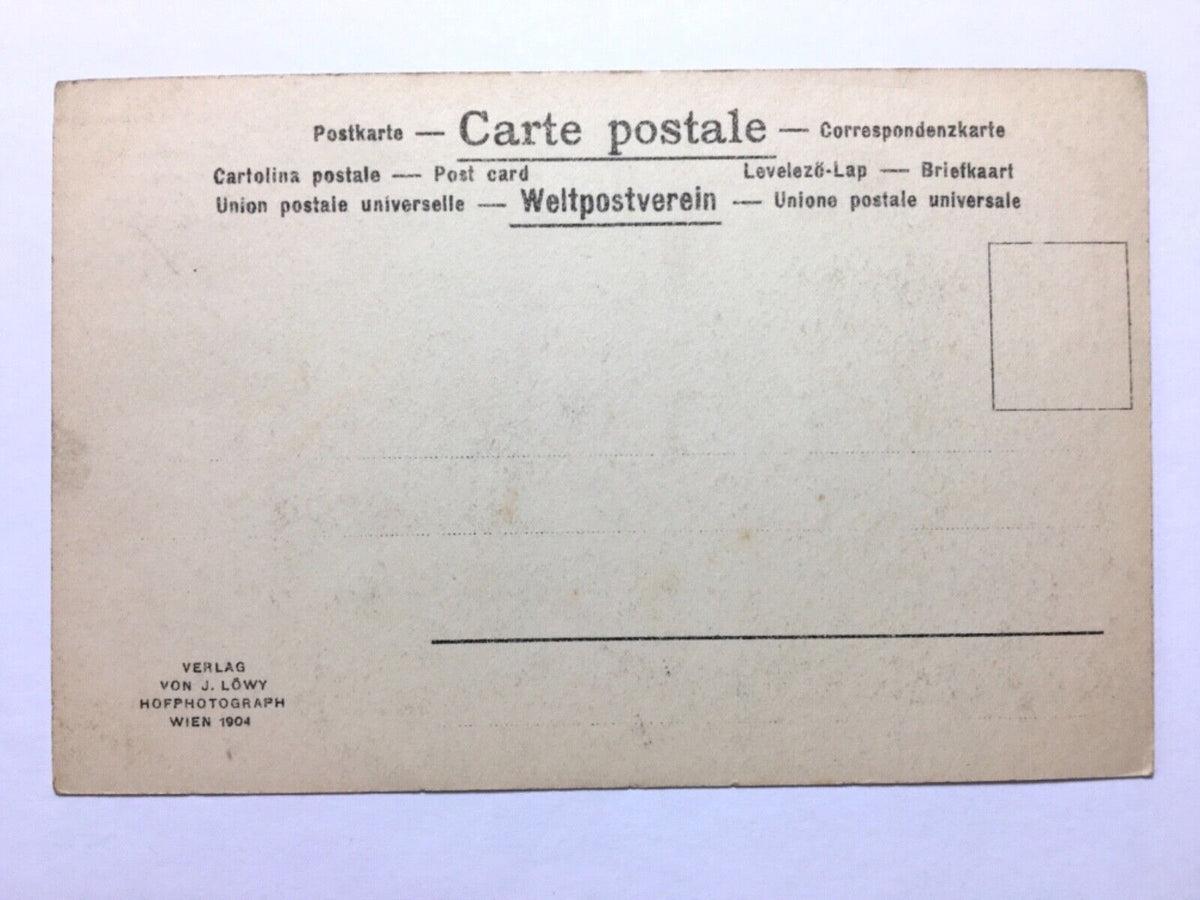 Postkarte — Carte postale — Correspondenzkarte
Cartolina postale — Post card Levelező-Lap — Briefkaart
Union postale universelle — Weltpostverein — Unione postale universale
VERLAG
VON J. LÖWY
HOFPHOTOGRAPH
WIEN 1904